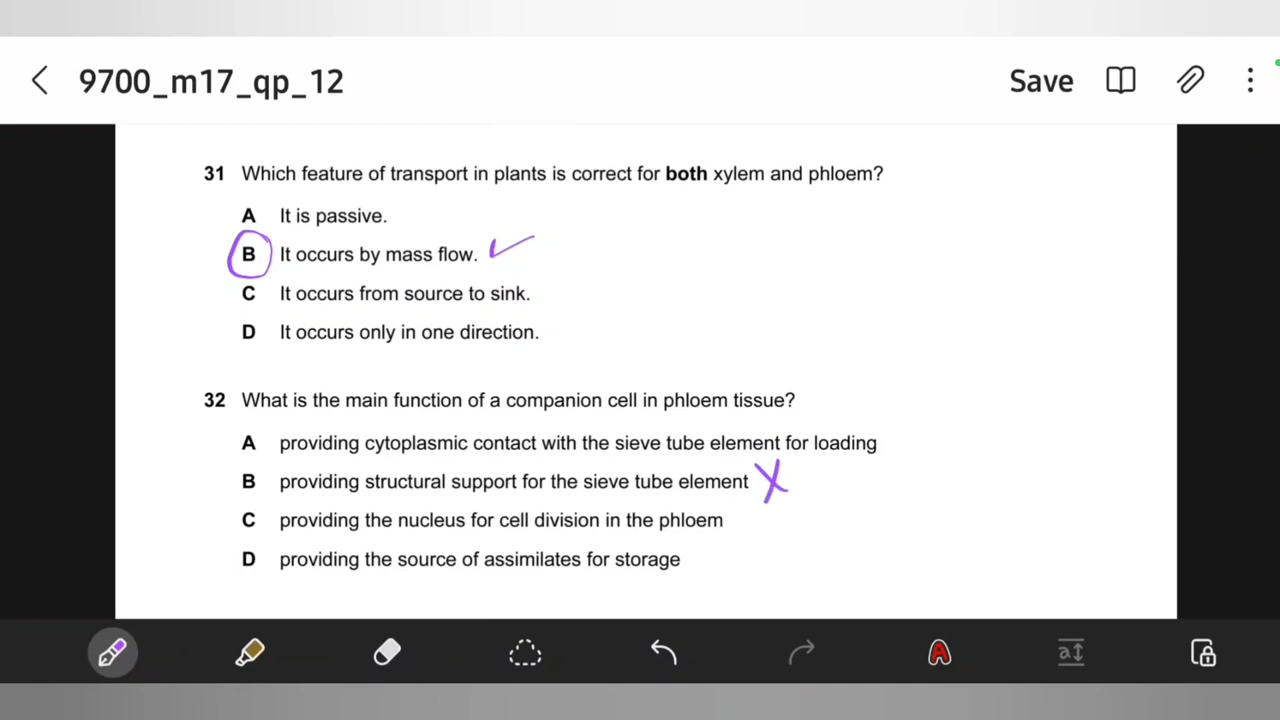 9700_m17_qp_12
Save
31 Which feature of transport in plants is correct for both xylem and phloem?
A It is passive.
B It occurs by mass flow.
C It occurs from source to sink.
D It occurs only in one direction.
32 What is the main function of a companion cell in phloem tissue?
A providing cytoplasmic contact with the sieve tube element for loading
B providing structural support for the sieve tube element
C providing the nucleus for cell division in the phloem
D providing the source of assimilates for storage
A
a